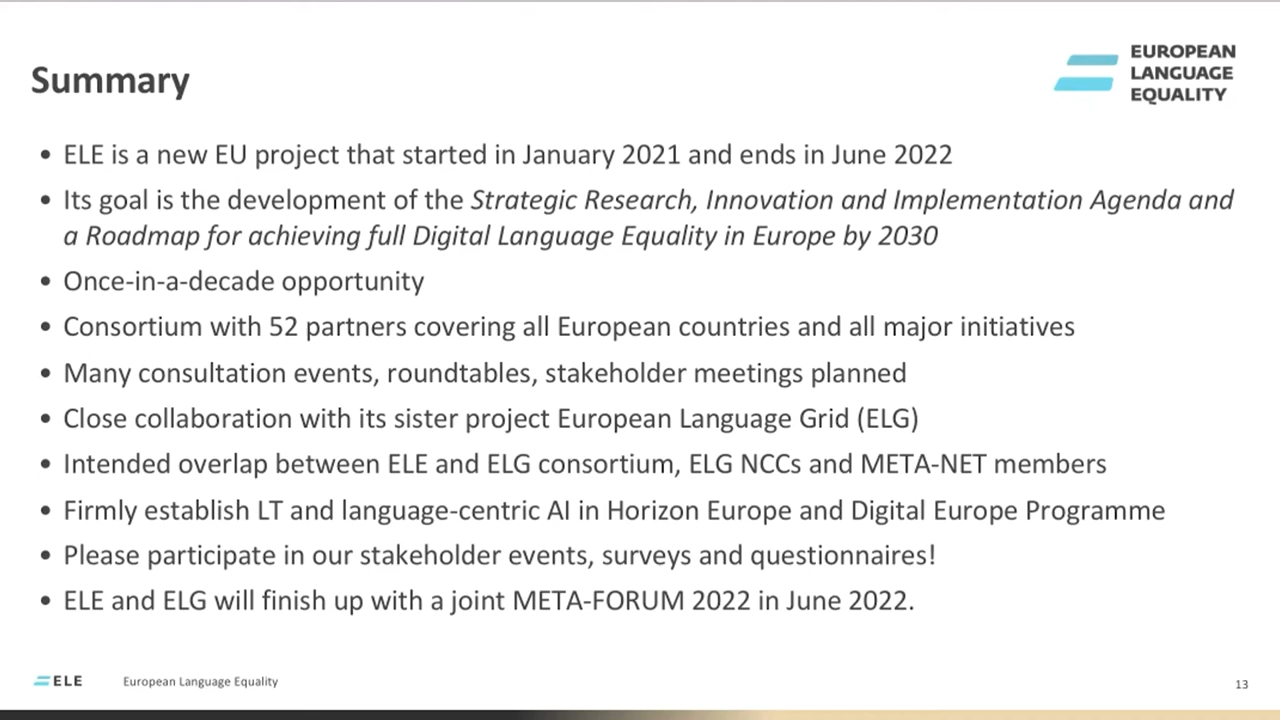 Summary
EUROPEAN
LANGUAGE
EQUALITY
• ELE is a new EU project that started in January 2021 and ends in June 2022
• Its goal is the development of the Strategic Research, Innovation and Implementation Agenda and
a Roadmap for achieving full Digital Language Equality in Europe by 2030
• Once-in-a-decade opportunity
• Consortium with 52 partners covering all European countries and all major initiatives
• Many consultation events, roundtables, stakeholder meetings planned
• Close collaboration with its sister project European Language Grid (ELG)
• Intended overlap between ELE and ELG consortium, ELG NCCs and META-NET members
• Firmly establish LT and language-centric AI in Horizon Europe and Digital Europe Programme
• Please participate in our stakeholder events, surveys and questionnaires!
• ELE and ELG will finish up with a joint META-FORUM 2022 in June 2022.
ELE European Language Equality 13